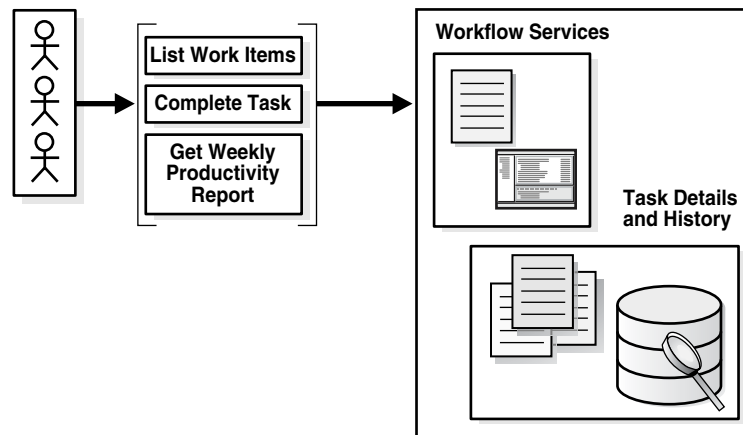 List Work Items
Complete Task
Get Weekly
Productivity
Report
Workflow Services
Task Details
and History